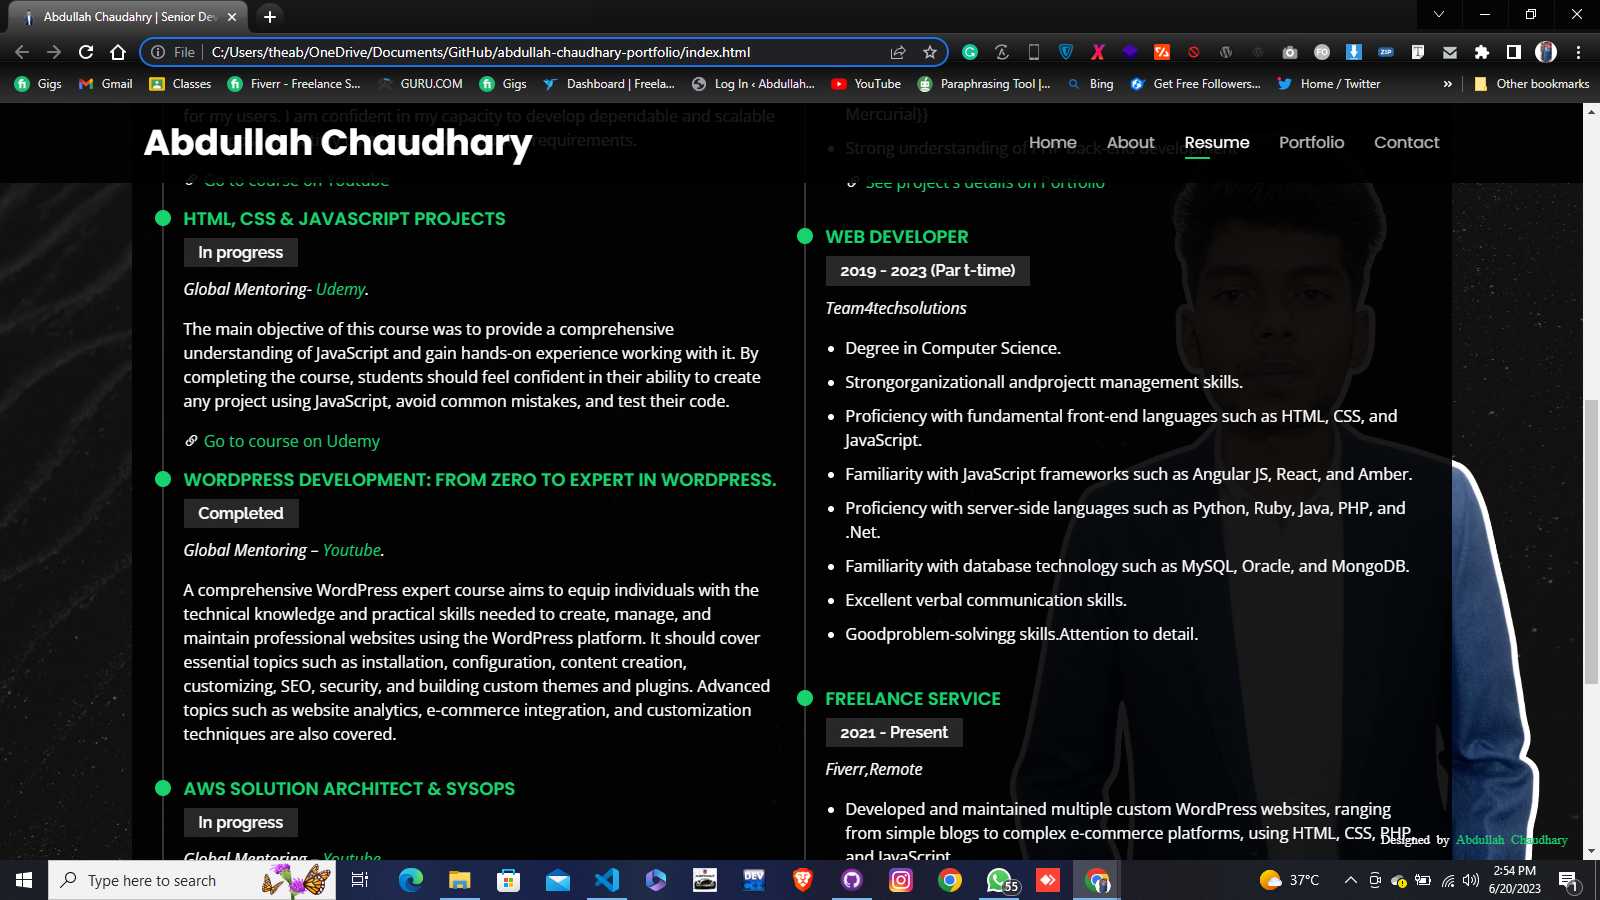 Abdullah Chaudahry | Senior Dev
File
C:/Users/theab/OneDrive/Documents/GitHub/abdullah-chaudhary-portfolio/index.html
Gigs
Gmail
Classes
Fiverr - Freelance S...
GURU.COM
Gigs
Dashboard | Freela...
Log In ‹ Abdullah...
YouTube
Paraphrasing Tool |...
Bing
Get Free Followers...
Home / Twitter
»
Other bookmarks
for my users. I am confident in my capacity to develop dependable and scalable
requirements.
Abdullah Chaudhary
Home
About
Resume
Portfolio
Contact
Go to course on Youtube
HTML, CSS & JAVASCRIPT PROJECTS
In progress
Global Mentoring- Udemy.
The main objective of this course was to provide a comprehensive
understanding of JavaScript and gain hands-on experience working with it. By
completing the course, students should feel confident in their ability to create
any project using JavaScript, avoid common mistakes, and test their code.
Go to course on Udemy
WORDPRESS DEVELOPMENT: FROM ZERO TO EXPERT IN WORDPRESS.
Completed
Global Mentoring – Youtube.
A comprehensive WordPress expert course aims to equip individuals with the
technical knowledge and practical skills needed to create, manage, and
maintain professional websites using the WordPress platform. It should cover
essential topics such as installation, configuration, content creation,
customizing, SEO, security, and building custom themes and plugins. Advanced
topics such as website analytics, e-commerce integration, and customization
techniques are also covered.
AWS SOLUTION ARCHITECT & SYSOPS
In progress
Global Mentoring – Youtube
Mercurial}}
Strong understanding of PHP back-end development
See project's details on Portfolio
WEB DEVELOPER
2019 - 2023 (Par t-time)
Team4techsolutions
Degree in Computer Science.
Strongorganizationall andprojectt management skills.
Proficiency with fundamental front-end languages such as HTML, CSS, and
JavaScript.
Familiarity with JavaScript frameworks such as Angular JS, React, and Amber.
Proficiency with server-side languages such as Python, Ruby, Java, PHP, and
.Net.
Familiarity with database technology such as MySQL, Oracle, and MongoDB.
Excellent verbal communication skills.
Goodproblem-solvingg skills.Attention to detail.
FREELANCE SERVICE
2021 - Present
Fiverr,Remote
Developed and maintained multiple custom WordPress websites, ranging
from simple blogs to complex e-commerce platforms, using HTML, CSS, PHP,
and JavaScript
Designed by Abdullah Chaudhary
Type here to search
55
37°C
2:54 PM
6/20/2023
1